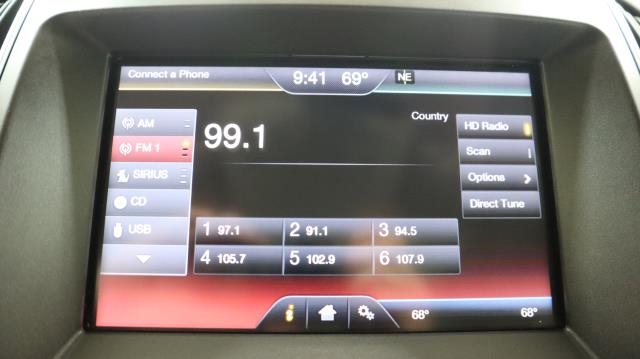 Connect a Phone 9:41 69° NE
Country
AM
99.1
HD Radio
FM 1
Scan
SIRIUS
Options
CD
Direct Tune
USB
1 97.1 2 91.1 3 94.5
4 105.7 5 102.9 6 107.9
i 68° 68°